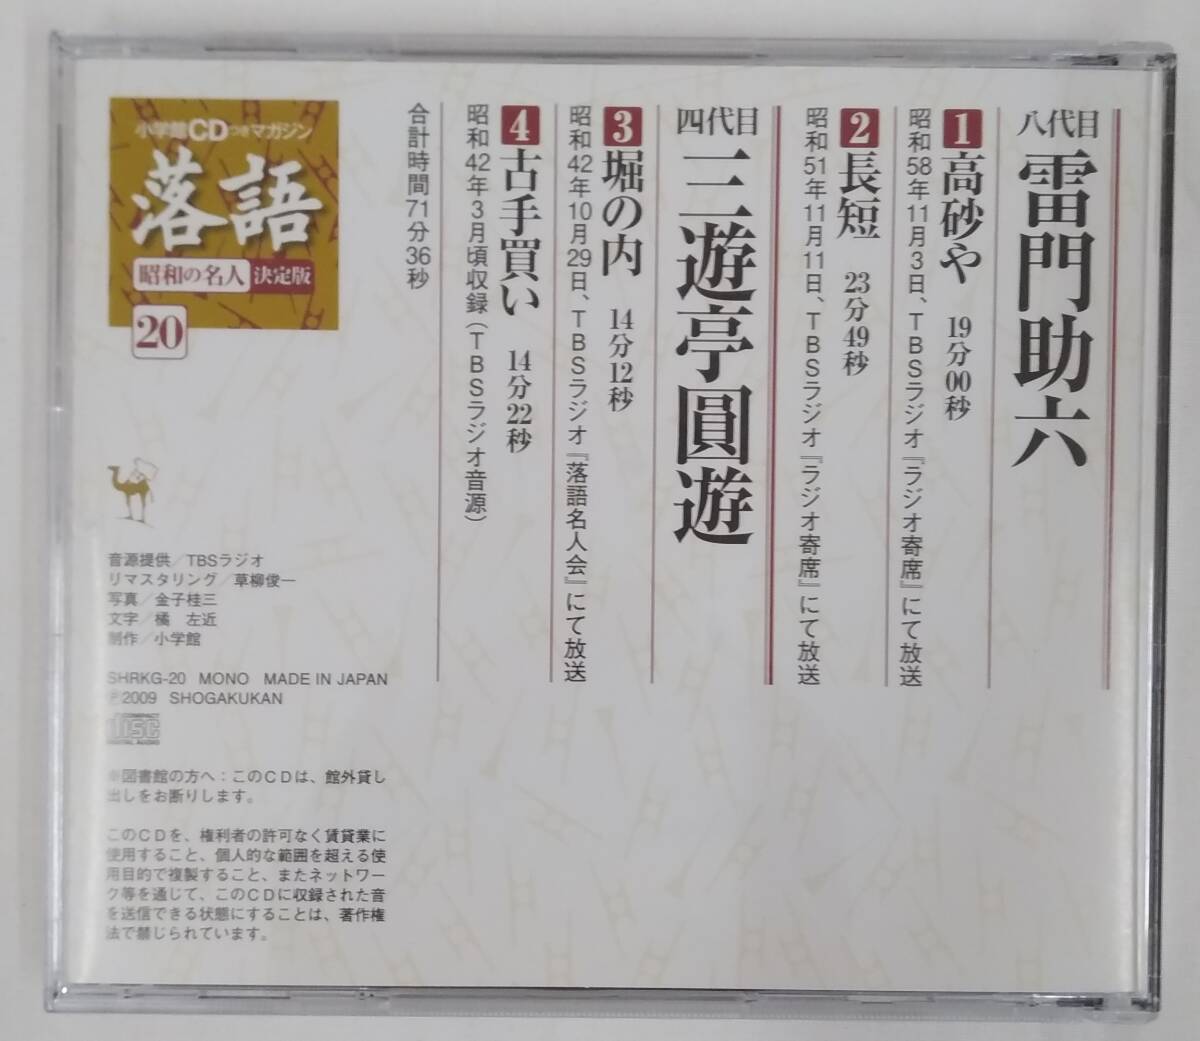 八代目 雷門助六
1 高砂や 19分00秒
昭和58年11月3日、TBSラジオ『ラジオ寄席』にて放送
2 長短 23分49秒
昭和51年11月11日、TBSラジオ『ラジオ寄席』にて放送
四代目 三遊亭圓遊
3 堀の内 14分12秒
昭和42年10月29日、TBSラジオ『落語名人会』にて放送
4 古手買い 14分22秒
昭和42年3月頃収録(TBSラジオ音源)
合計時間71分36秒
小学館CDつきマガジン
落語
昭和の名人 決定版
20
音源提供/TBSラジオ
リマスタリング/草柳俊一
写真/金子桂三
文字/橘 左近
制作/小学館
SHRKG-20 MONO MADE IN JAPAN
Ⓟ2009 SHOGAKUKAN
COMPACT
disc
DIGITAL AUDIO
※図書館の方へ:このCDは、館外貸し
出しをお断りします。
このCDを、権利者の許可なく賃貸業に
使用すること、個人的な範囲を超える使
用目的で複製すること、またネットワー
ク等を通じて、このCDに収録された音
を送信できる状態にすることは、著作権
法で禁じられています。